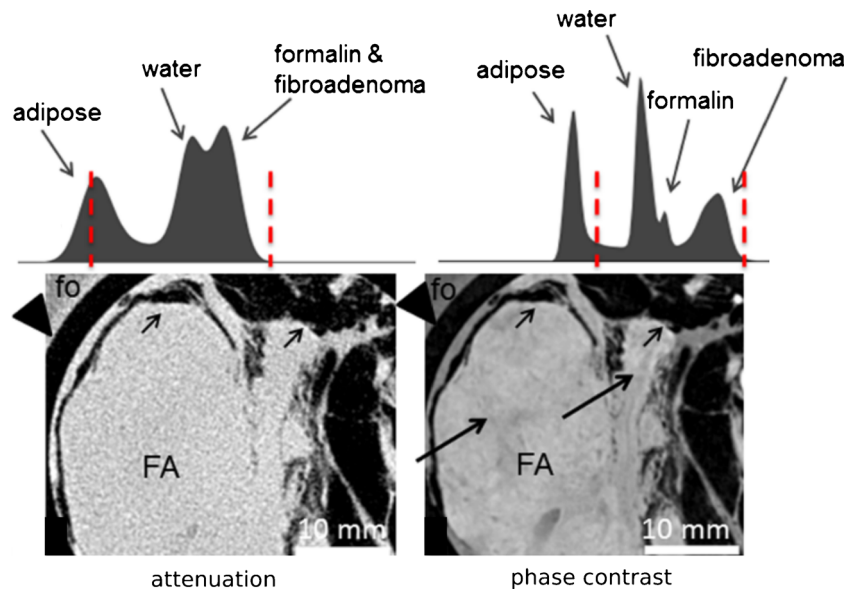 water
formalin &
fibroadenoma
adipose
water
fibroadenoma
adipose
formalin
fo
FA
10 mm
fo
FA
10 mm
attenuation
phase contrast